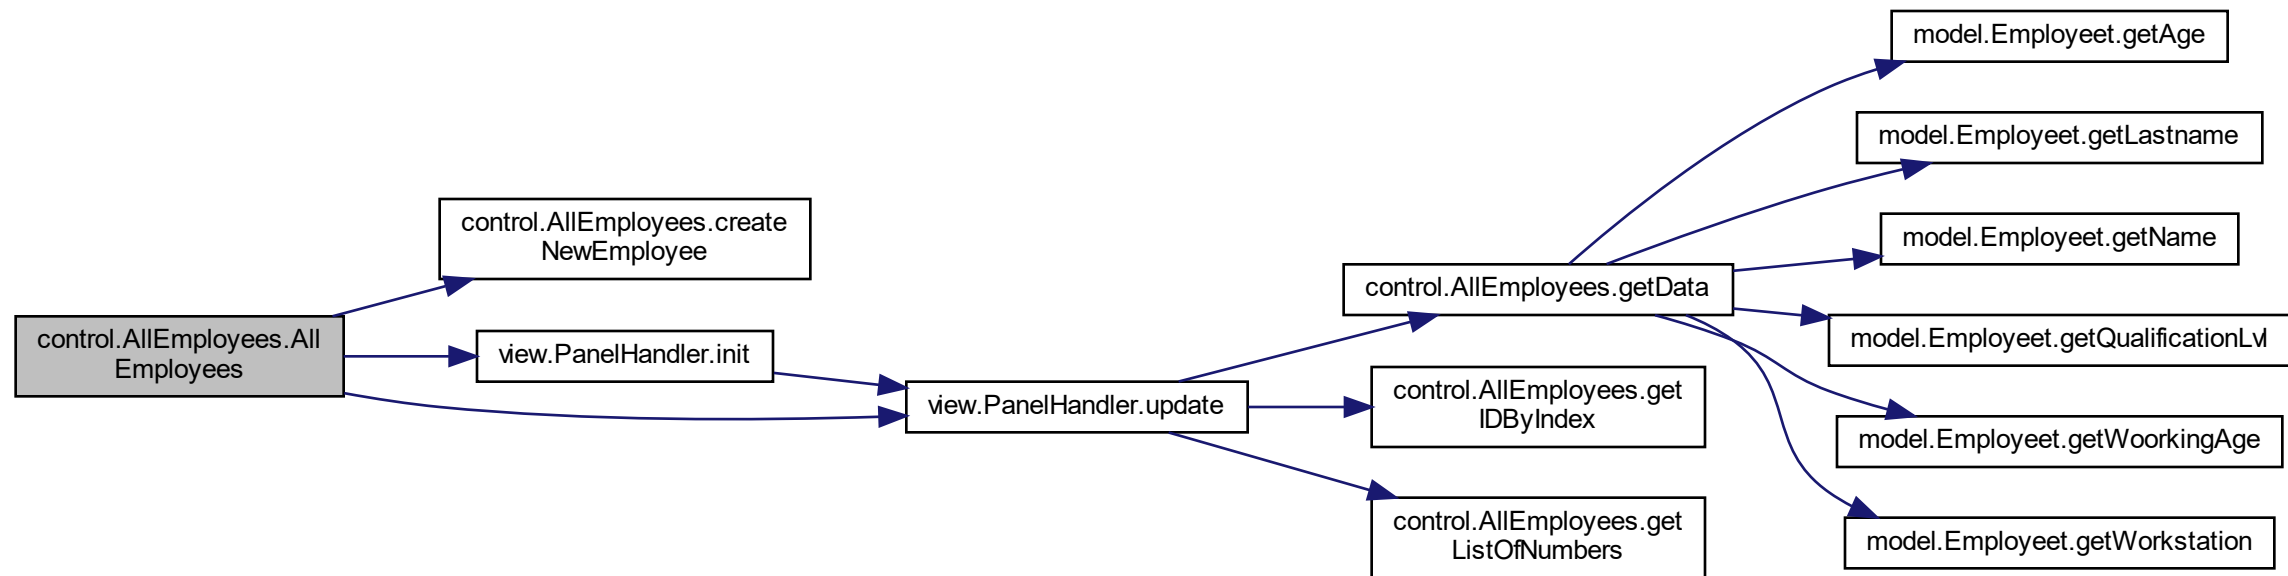 control.AllEmployees.All
Employees
control.AllEmployees.create
NewEmployee
view.PanelHandler.init
view.PanelHandler.update
control.AllEmployees.getData
control.AllEmployees.get
IDByIndex
control.AllEmployees.get
ListOfNumbers
model.Employeet.getAge
model.Employeet.getLastname
model.Employeet.getName
model.Employeet.getQualificationLvl
model.Employeet.getWoorkingAge
model.Employeet.getWorkstation